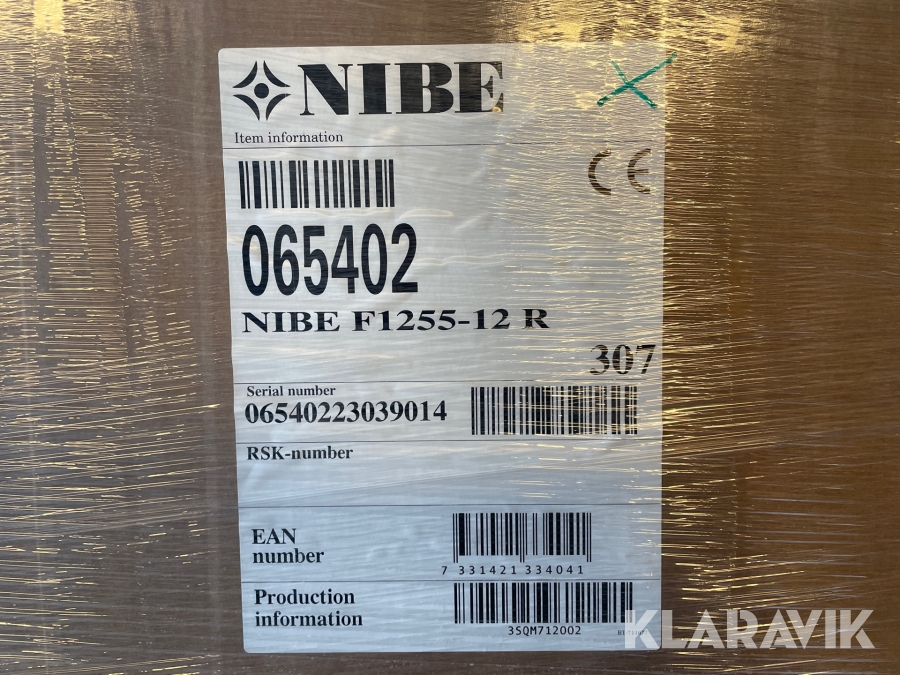 NIBE
Item information
CE
065402
NIBE F1255-12 R
307
Serial number
06540223039014
RSK-number
EAN
number
7 331421 334041
Production
information
3SQM712002
KLARAVIK